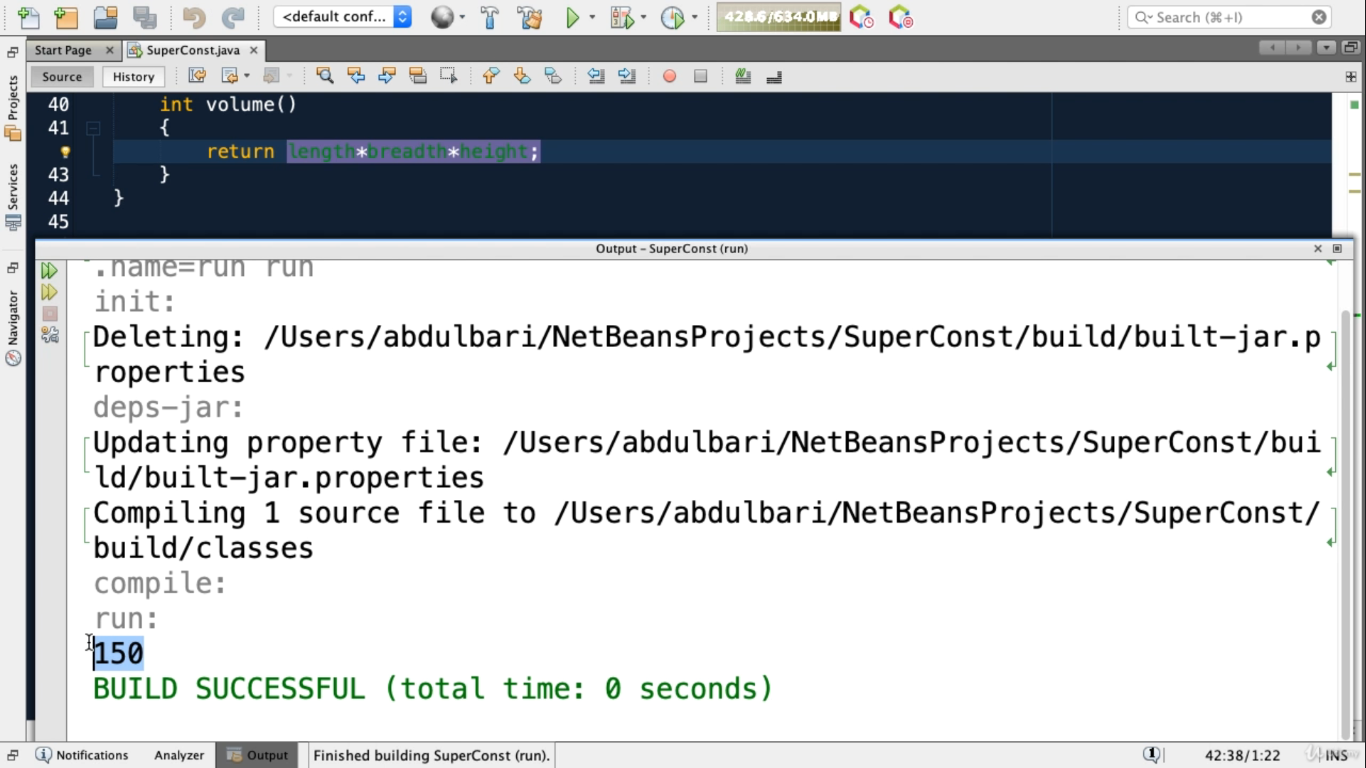 <default conf...
428.6/634.0MB
Search (⌘+I)
Start Page
SuperConst.java
Source
History
Projects
Services
Navigator
40 int volume()
41 {
return length*breadth*height;
43 }
44 }
45
Output – SuperConst (run)
.name=run run
init:
Deleting: /Users/abdulbari/NetBeansProjects/SuperConst/build/built-jar.p
roperties
deps-jar:
Updating property file: /Users/abdulbari/NetBeansProjects/SuperConst/bui
ld/built-jar.properties
Compiling 1 source file to /Users/abdulbari/NetBeansProjects/SuperConst/
build/classes
compile:
run:
150
BUILD SUCCESSFUL (total time: 0 seconds)
Notifications
Analyzer
Output
Finished building SuperConst (run).
1
42:38/1:22
INS